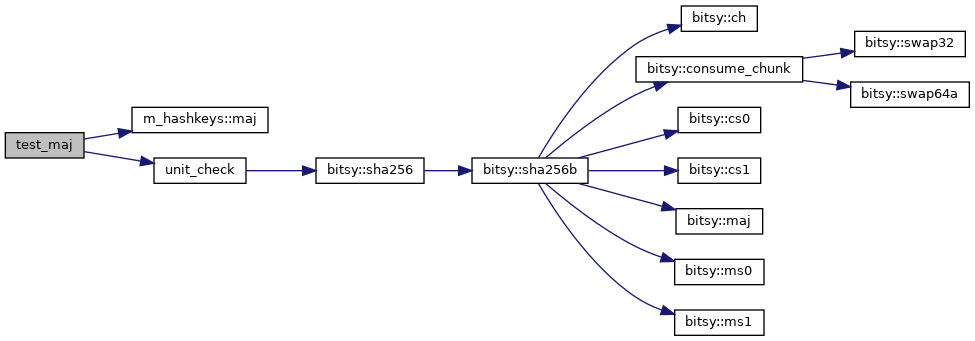 test_maj
m_hashkeys::maj
unit_check
bitsy::sha256
bitsy::sha256b
bitsy::ch
bitsy::consume_chunk
bitsy::swap32
bitsy::swap64a
bitsy::cs0
bitsy::cs1
bitsy::maj
bitsy::ms0
bitsy::ms1